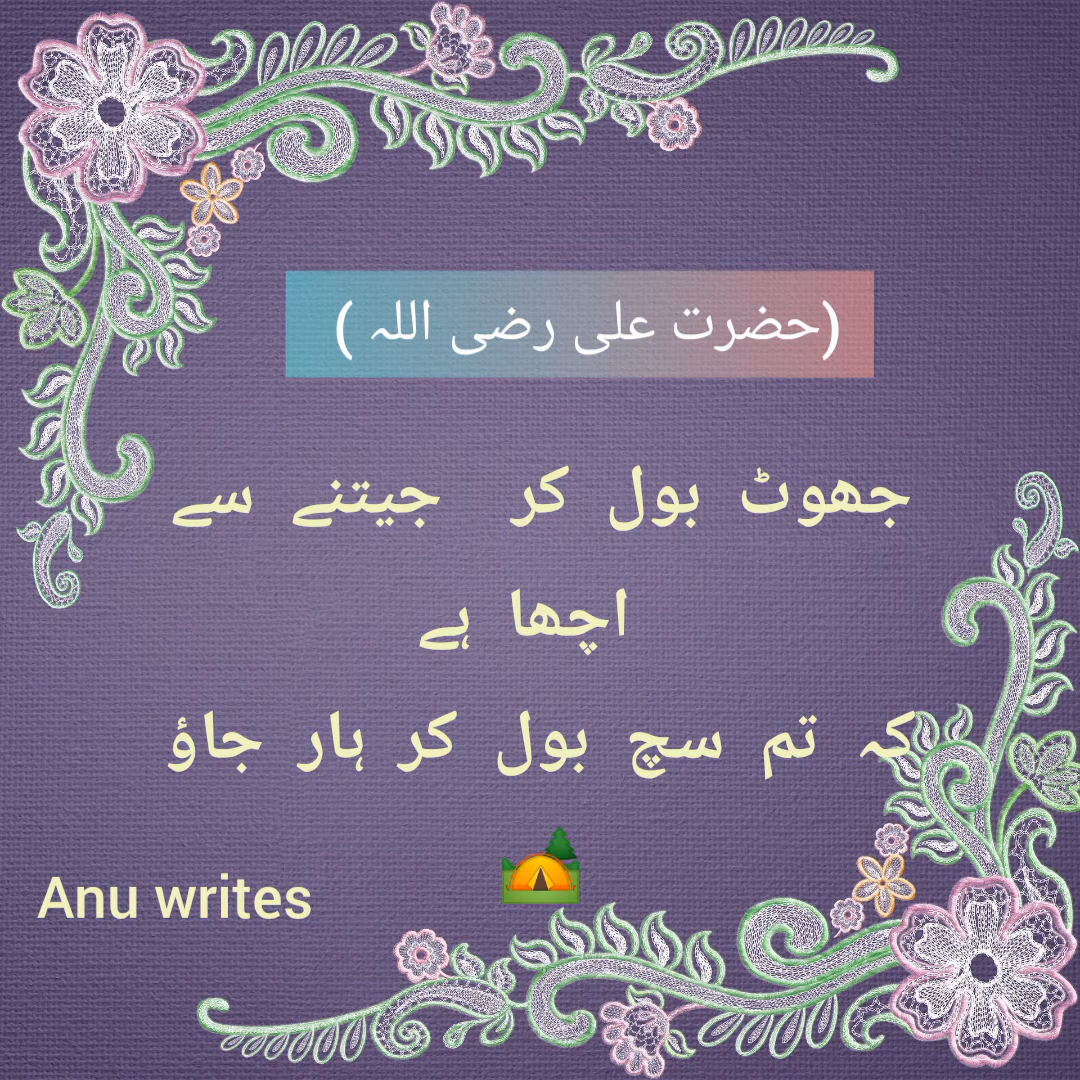 (حضرت علی رضی اللہ )
جھوٹ بول کر جیتنے سے
اچھا ہے
کہ تم سچ بول کر ہار جاؤ
Anu writes